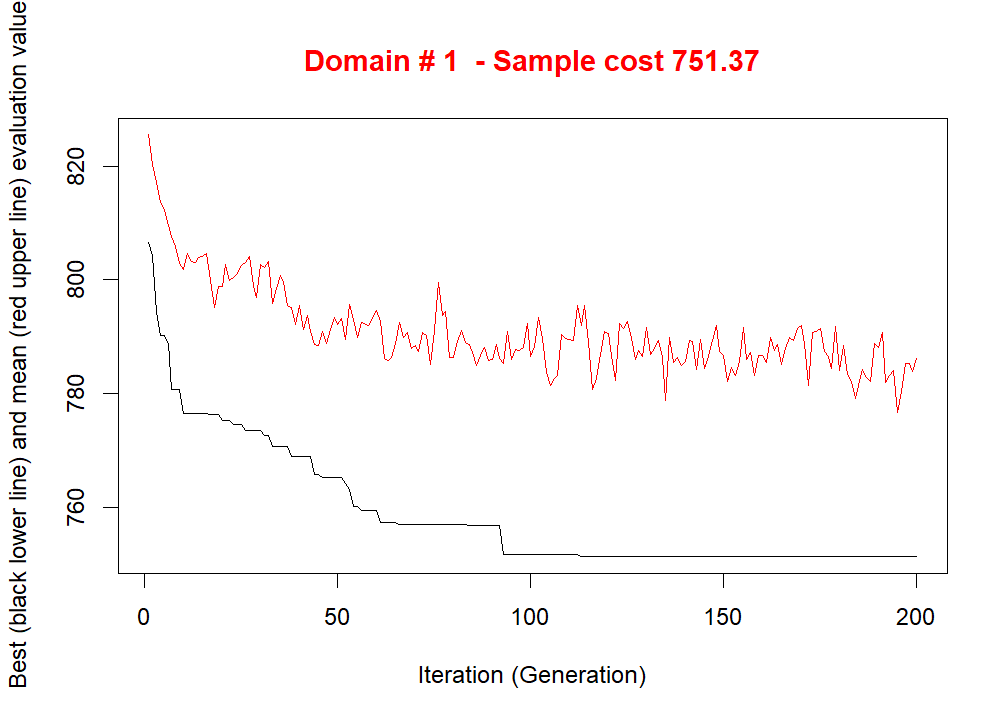 Domain # 1  - Sample cost 751.37
Best (black lower line) and mean (red upper line) evaluation value
820
800
780
760
0 50 100 150 200
Iteration (Generation)